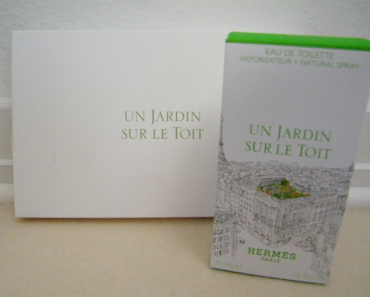 UN JARDIN
SUR LE TOIT
EAU DE TOILETTE
VAPORISATEUR • NATURAL SPRAY
UN JARDIN
SUR LE TOIT
HERMÈS
PARIS